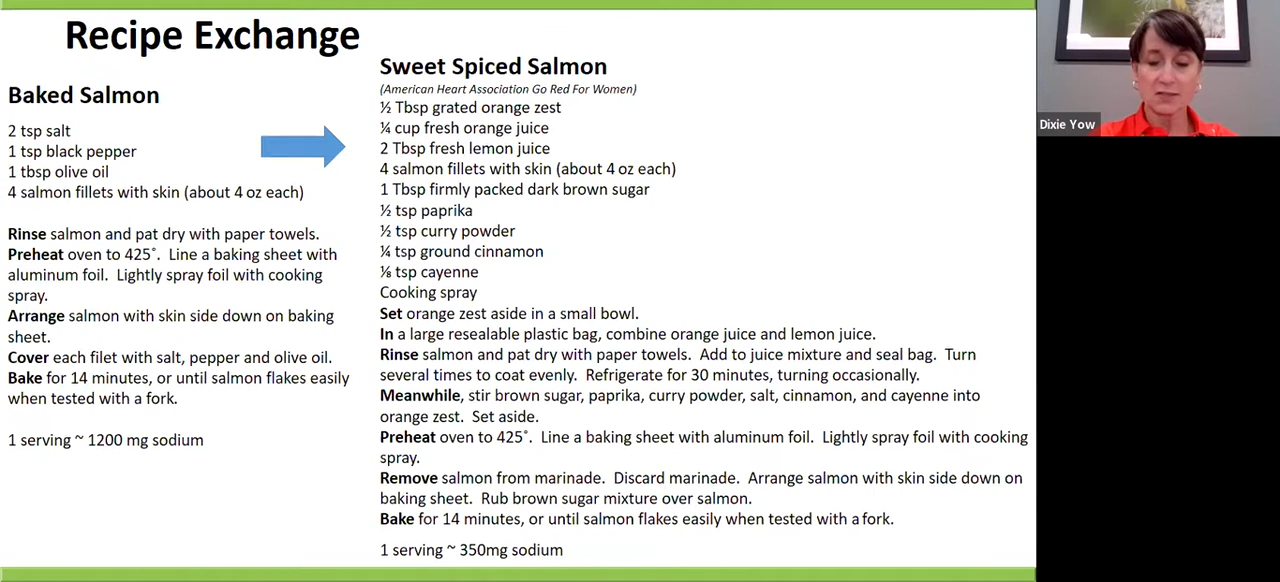 Recipe Exchange
Baked Salmon
2 tsp salt
1 tsp black pepper
1 tbsp olive oil
4 salmon fillets with skin (about 4 oz each)
Rinse salmon and pat dry with paper towels.
Preheat oven to 425˚.  Line a baking sheet with
aluminum foil.  Lightly spray foil with cooking
spray.
Arrange salmon with skin side down on baking
sheet.
Cover each filet with salt, pepper and olive oil.
Bake for 14 minutes, or until salmon flakes easily
when tested with a fork.
1 serving ~ 1200 mg sodium
Sweet Spiced Salmon
(American Heart Association Go Red For Women)
½ Tbsp grated orange zest
¼ cup fresh orange juice
2 Tbsp fresh lemon juice
4 salmon fillets with skin (about 4 oz each)
1 Tbsp firmly packed dark brown sugar
½ tsp paprika
½ tsp curry powder
¼ tsp ground cinnamon
⅛ tsp cayenne
Cooking spray
Set orange zest aside in a small bowl.
In a large resealable plastic bag, combine orange juice and lemon juice.
Rinse salmon and pat dry with paper towels.  Add to juice mixture and seal bag.  Turn
several times to coat evenly.  Refrigerate for 30 minutes, turning occasionally.
Meanwhile, stir brown sugar, paprika, curry powder, salt, cinnamon, and cayenne into
orange zest.  Set aside.
Preheat oven to 425˚.  Line a baking sheet with aluminum foil.  Lightly spray foil with cooking
spray.
Remove salmon from marinade.  Discard marinade.  Arrange salmon with skin side down on
baking sheet.  Rub brown sugar mixture over salmon.
Bake for 14 minutes, or until salmon flakes easily when tested with a fork.
1 serving ~ 350mg sodium
Dixie Yow